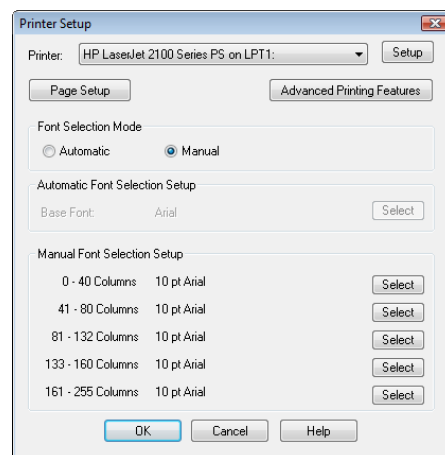 Printer Setup
Printer: HP LaserJet 2100 Series PS on LPT1: Setup
Page Setup Advanced Printing Features
Font Selection Mode
Automatic Manual
Automatic Font Selection Setup
Base Font: Arial Select
Manual Font Selection Setup
0 - 40 Columns 10 pt Arial Select
41 - 80 Columns 10 pt Arial Select
81 - 132 Columns 10 pt Arial Select
133 - 160 Columns 10 pt Arial Select
161 - 255 Columns 10 pt Arial Select
OK Cancel Help